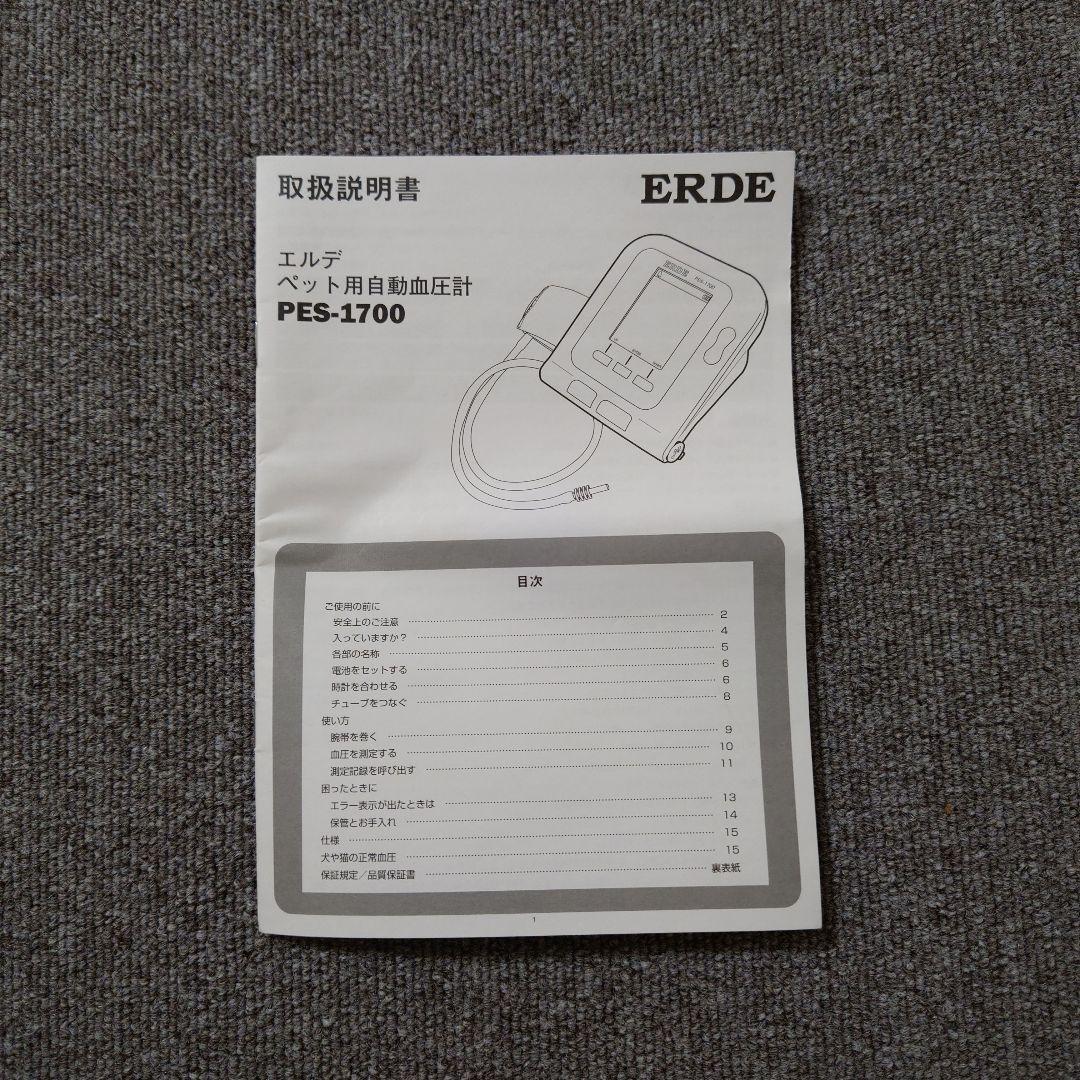 取扱説明書
ERDE
エルデ
ペット用自動血圧計
PES-1700
PES-1700
目次
ご使用の前に
安全上のご注意 2
入っていますか？ 4
各部の名称 5
電池をセットする 6
時計を合わせる 6
チューブをつなぐ 8
使い方
腕帯を巻く 9
血圧を測定する 10
測定記録を呼び出す 11
困ったときに
エラー表示が出たときは 13
保管とお手入れ 14
仕様 15
犬や猫の正常血圧 15
保証規定／品質保証書 裏表紙
1